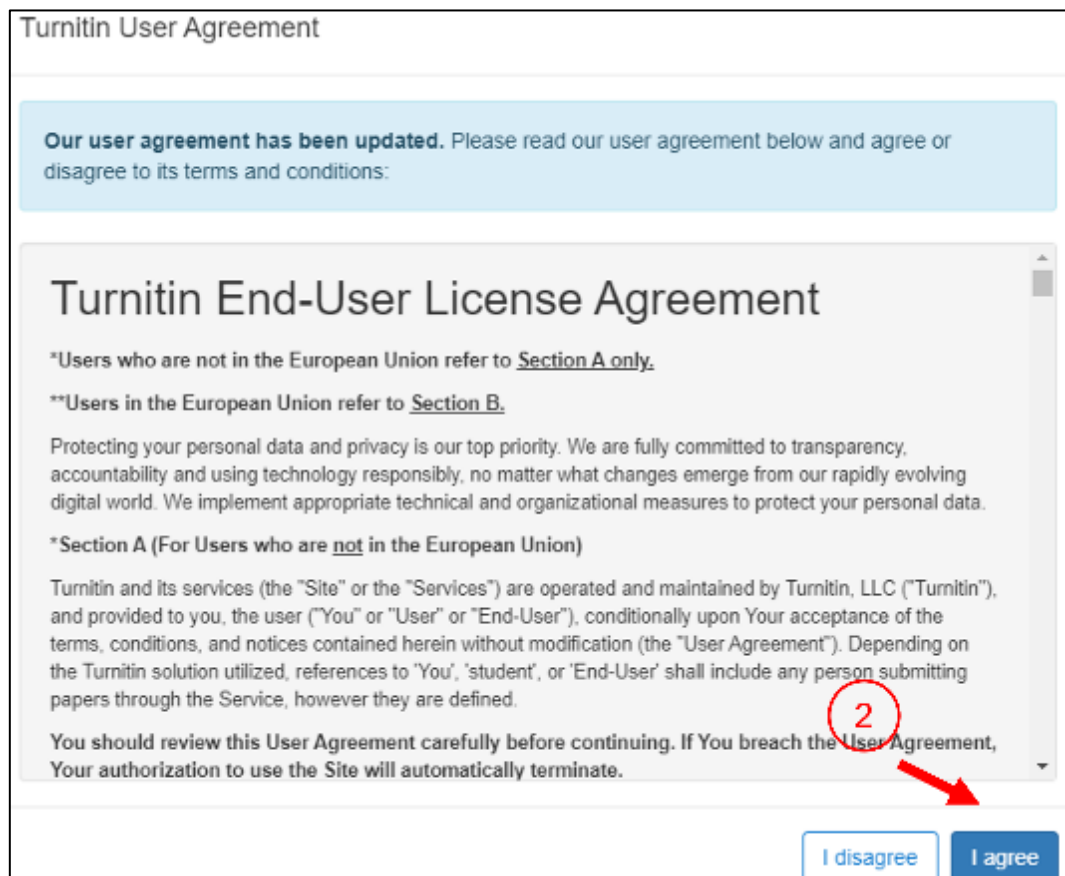 Turnitin User Agreement
Our user agreement has been updated. Please read our user agreement below and agree or
disagree to its terms and conditions:
Turnitin End-User License Agreement
*Users who are not in the European Union refer to Section A only.
**Users in the European Union refer to Section B.
Protecting your personal data and privacy is our top priority. We are fully committed to transparency,
accountability and using technology responsibly, no matter what changes emerge from our rapidly evolving
digital world. We implement appropriate technical and organizational measures to protect your personal data.
*Section A (For Users who are not in the European Union)
Turnitin and its services (the "Site" or the "Services") are operated and maintained by Turnitin, LLC ("Turnitin"),
and provided to you, the user ("You" or "User" or "End-User"), conditionally upon Your acceptance of the
terms, conditions, and notices contained herein without modification (the "User Agreement"). Depending on
the Turnitin solution utilized, references to 'You', 'student', or 'End-User' shall include any person submitting
papers through the Service, however they are defined.
2
You should review this User Agreement carefully before continuing. If You breach the User Agreement,
Your authorization to use the Site will automatically terminate.
I disagree
I agree